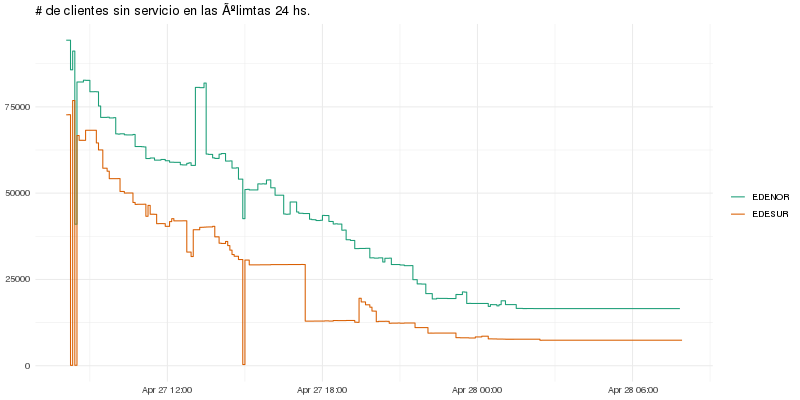 # de clientes sin servicio en las Ãºlimtas 24 hs.
75000
50000
25000
0
Apr 27 12:00
Apr 27 18:00
Apr 28 00:00
Apr 28 06:00
EDENOR
EDESUR